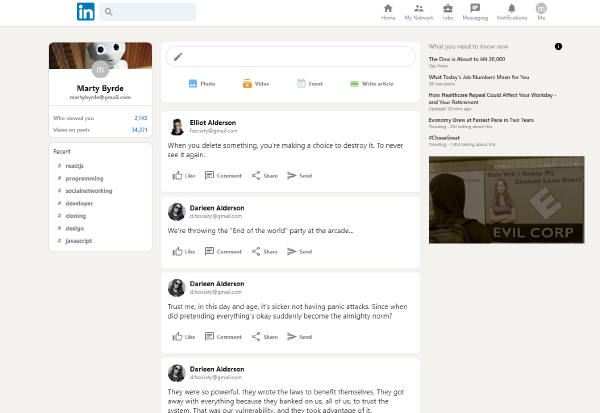 in
Home
My Network
Jobs
Messaging
Notifications
m
Me
m
Marty Byrde
martybyrde@gmail.com
Who viewed you 2,143
Views on posts 34,221
Recent
# reactjs
# programming
# socialnetworking
# developer
# cloning
# design
# javascript
Photo
Video
Event
Write article
Elliot Alderson
fsociety@gmail.com
When you delete something, you're making a choice to destroy it. To never
see it again.
Like Comment Share Send
Darleen Alderson
d.fsociety@gmail.com
We're throwing the "End of the world" party at the arcade...
Like Comment Share Send
Darleen Alderson
d.fsociety@gmail.com
Trust me, in this day and age, it's sicker not having panic attacks. Since when
did pretending everything's okay suddenly become the almighty norm?
Like Comment Share Send
Darleen Alderson
d.fsociety@gmail.com
They were so powerful, they wrote the laws to benefit themselves. They got
away with everything because they banked on us, all of us, to trust the
system. That was our vulnerability, and they took advantage of it.
What you need to know now
The Dow is About to Hit 20,000
Top News
What Today's Job Numbers Mean for You
36 new posts
How Healthcare Repeal Could Affect Your Workday -
and Your Retirement
Updated 10 mins ago
Evonomy Grew at Fastest Pace in Two Years
Trending - 2M talking about this
#ChaseGreat
Trending - 1.8M talking about this
How Will I Repay My
Student Loan Debt?
E
EVIL CORP